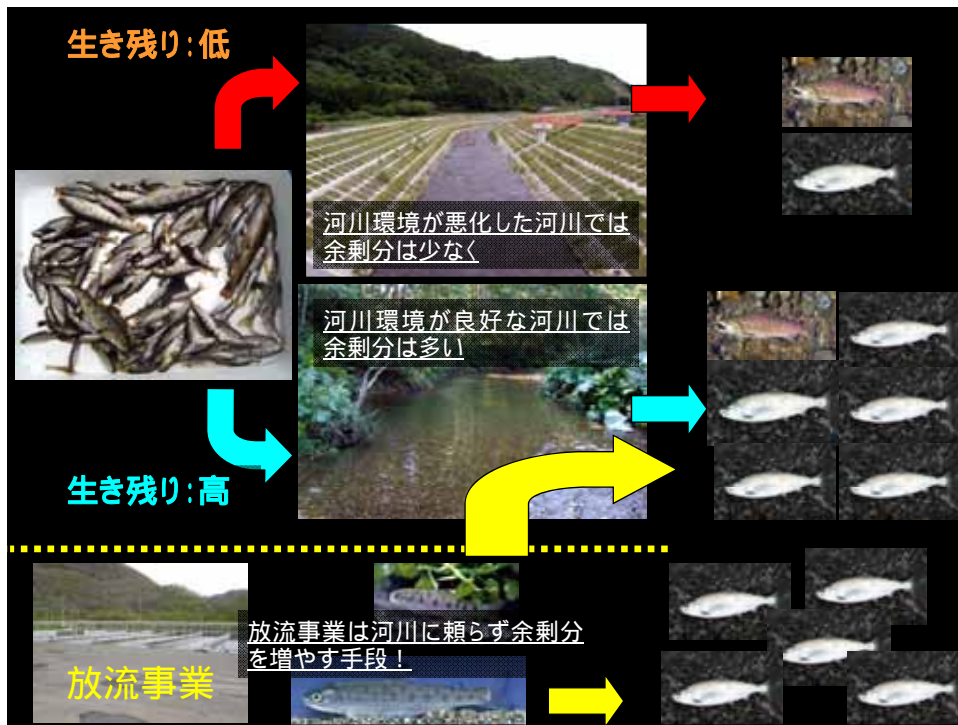 生き残り：低
河川環境が悪化した河川では
余剰分は少なく
河川環境が良好な河川では
余剰分は多い
生き残り：高
放流事業は河川に頼らず余剰分
を増やす手段！
放流事業